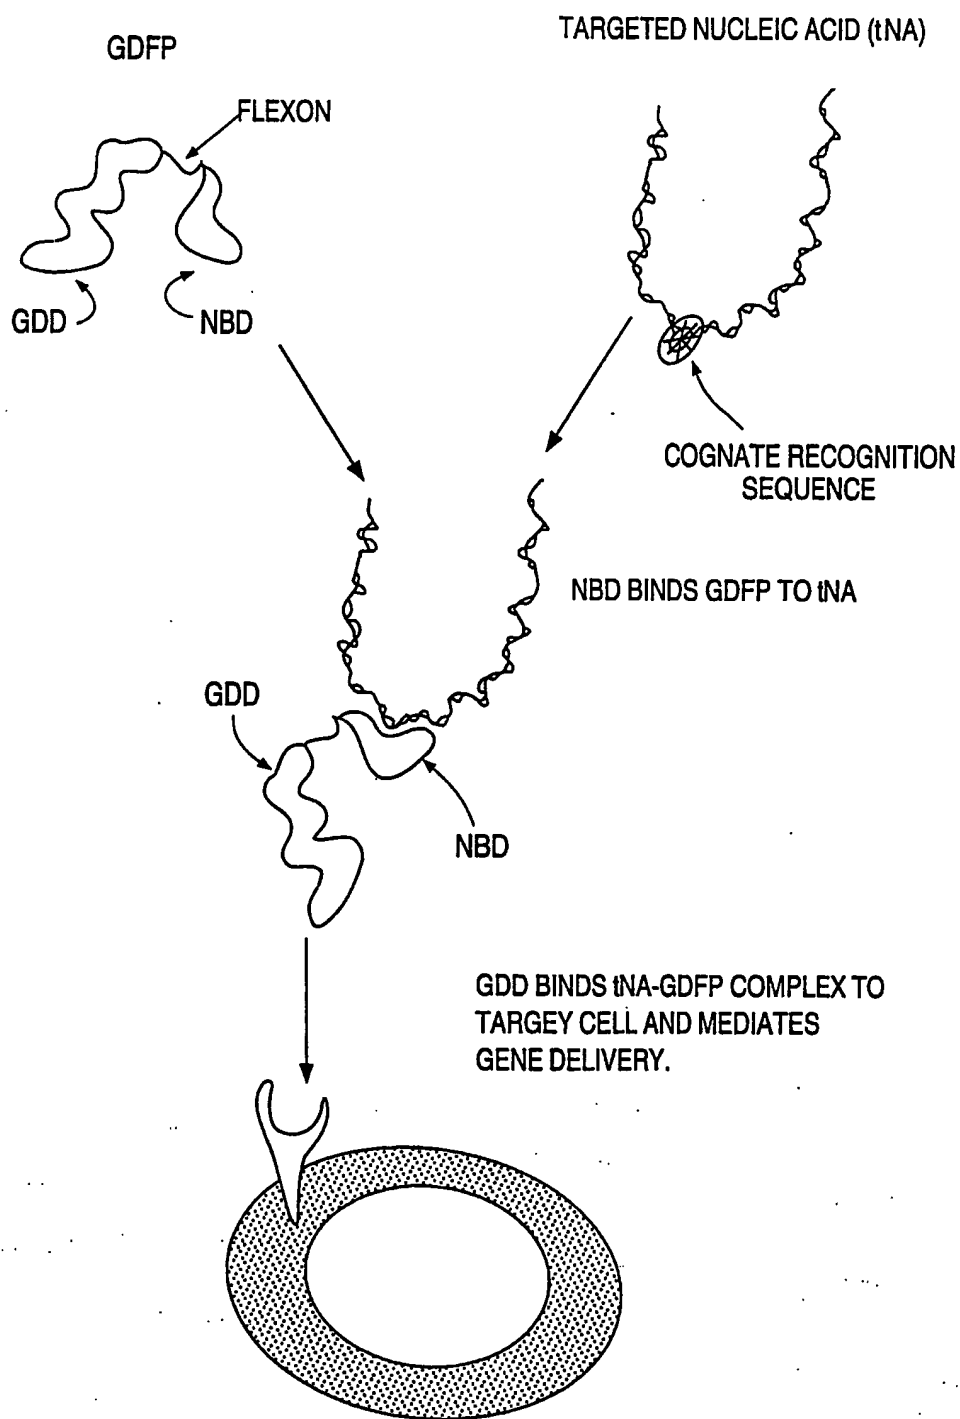 GDFP
TARGETED NUCLEIC ACID (tNA)
FLEXON
GDD
NBD
COGNATE RECOGNITION
SEQUENCE
NBD BINDS GDFP TO tNA
GDD
NBD
GDD BINDS tNA-GDFP COMPLEX TO
TARGEY CELL AND MEDIATES
GENE DELIVERY.